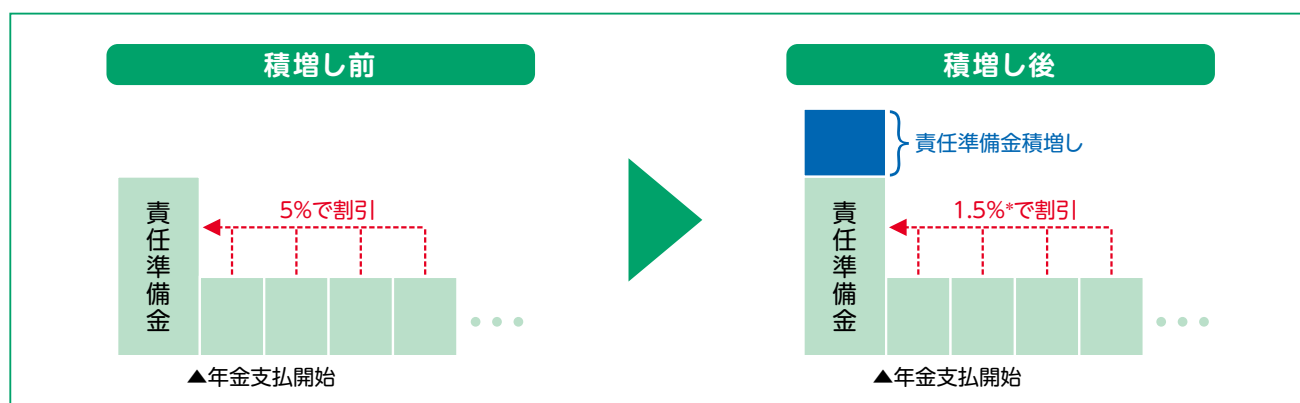 積増し前
責任準備金
5%で割引
▲年金支払開始
積増し後
責任準備金積増し
責任準備金
1.5%*で割引
▲年金支払開始